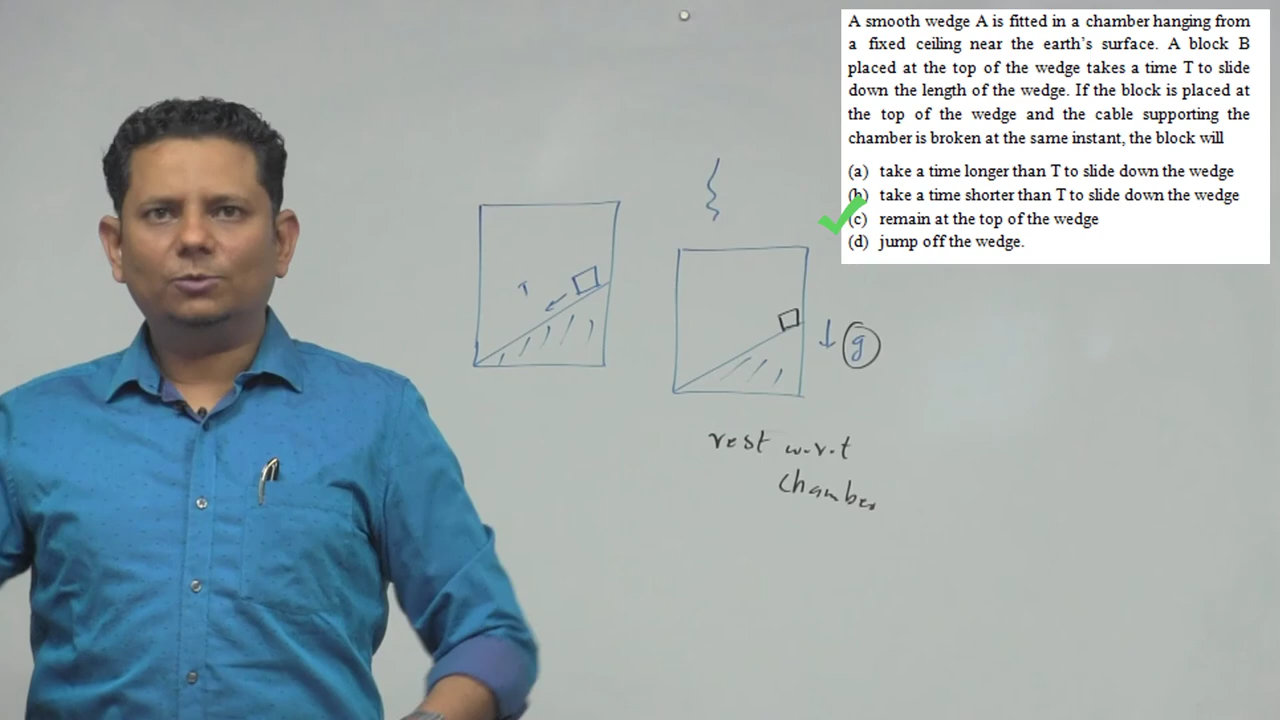 A smooth wedge A is fitted in a chamber hanging from
a fixed ceiling near the earth's surface. A block B
placed at the top of the wedge takes a time T to slide
down the length of the wedge. If the block is placed at
the top of the wedge and the cable supporting the
chamber is broken at the same instant, the block will
(a) take a time longer than T to slide down the wedge
(b) take a time shorter than T to slide down the wedge
(c) remain at the top of the wedge
(d) jump off the wedge.
T
g
rest w.r.t
chamber